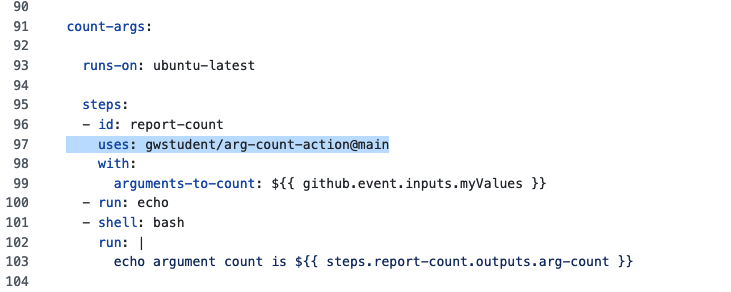 90
91 count-args:
92
93 runs-on: ubuntu-latest
94
95 steps:
96 - id: report-count
97 uses: gwstudent/arg-count-action@main
98 with:
99 arguments-to-count: ${{ github.event.inputs.myValues }}
100 - run: echo
101 - shell: bash
102 run: |
103 echo argument count is ${{ steps.report-count.outputs.arg-count }}
104